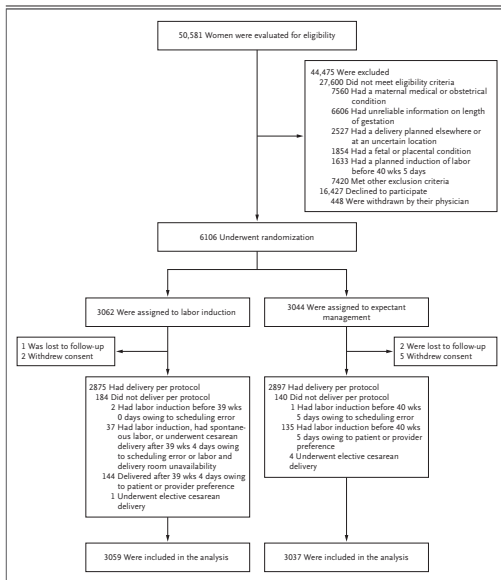 50,581 Women were evaluated for eligibility
44,475 Were excluded
27,600 Did not meet eligibility criteria
7560 Had a maternal medical or obstetrical
condition
6606 Had unreliable information on length
of gestation
2527 Had a delivery planned elsewhere or
at an uncertain location
1854 Had a fetal or placental condition
1633 Had a planned induction of labor
before 40 wks 5 days
7420 Met other exclusion criteria
16,427 Declined to participate
448 Were withdrawn by their physician
6106 Underwent randomization
3062 Were assigned to labor induction
3044 Were assigned to expectant
management
1 Was lost to follow-up
2 Withdrew consent
2 Were lost to follow-up
5 Withdrew consent
2875 Had delivery per protocol
184 Did not deliver per protocol
2 Had labor induction before 39 wks
0 days owing to scheduling error
37 Had labor induction, had sponta-
neous labor, or underwent cesarean
delivery after 39 wks 4 days owing
to scheduling error or labor and
delivery room unavailability
144 Delivered after 39 wks 4 days owing
to patient or provider preference
1 Underwent elective cesarean
delivery
2897 Had delivery per protocol
140 Did not deliver per protocol
1 Had labor induction before 40 wks
5 days owing to scheduling error
135 Had labor induction before 40 wks
5 days owing to patient or provider
preference
4 Underwent elective cesarean
delivery
3059 Were included in the analysis
3037 Were included in the analysis